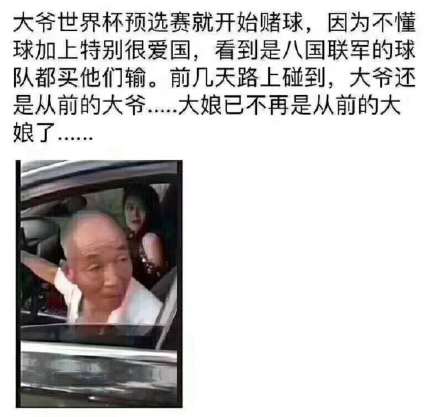 大爷世界杯预选赛就开始赌球，因为不懂
球加上特别很爱国，看到是八国联军的球
队都买他们输。前几天路上碰到，大爷还
是从前的大爷.....大娘已不再是从前的大
娘了......